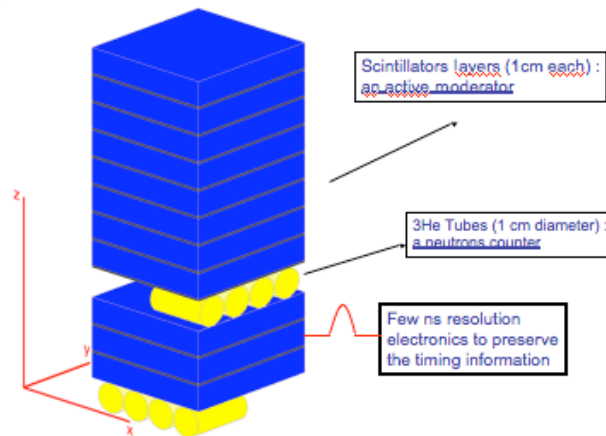 Scintillators layers (1cm each) :
an active moderator
z
3He Tubes (1 cm diameter) :
a neutrons counter
Few ns resolution
electronics to preserve
the timing information
y
x